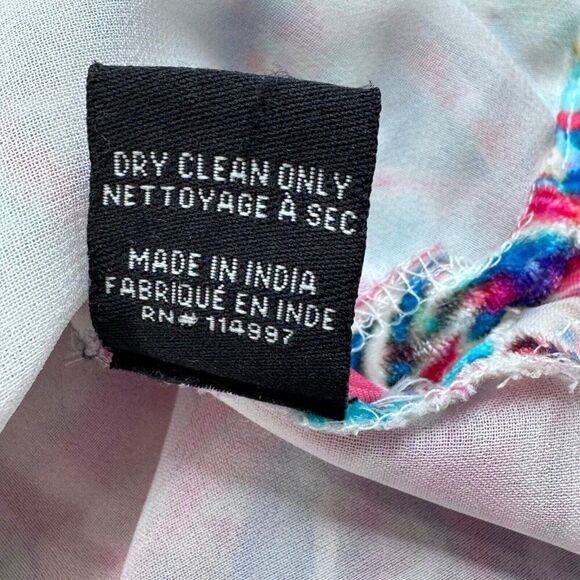 DRY CLEAN ONLY
NETTOYAGE À SEC
MADE IN INDIA
FABRIQUÉ EN INDE
RN# 114997